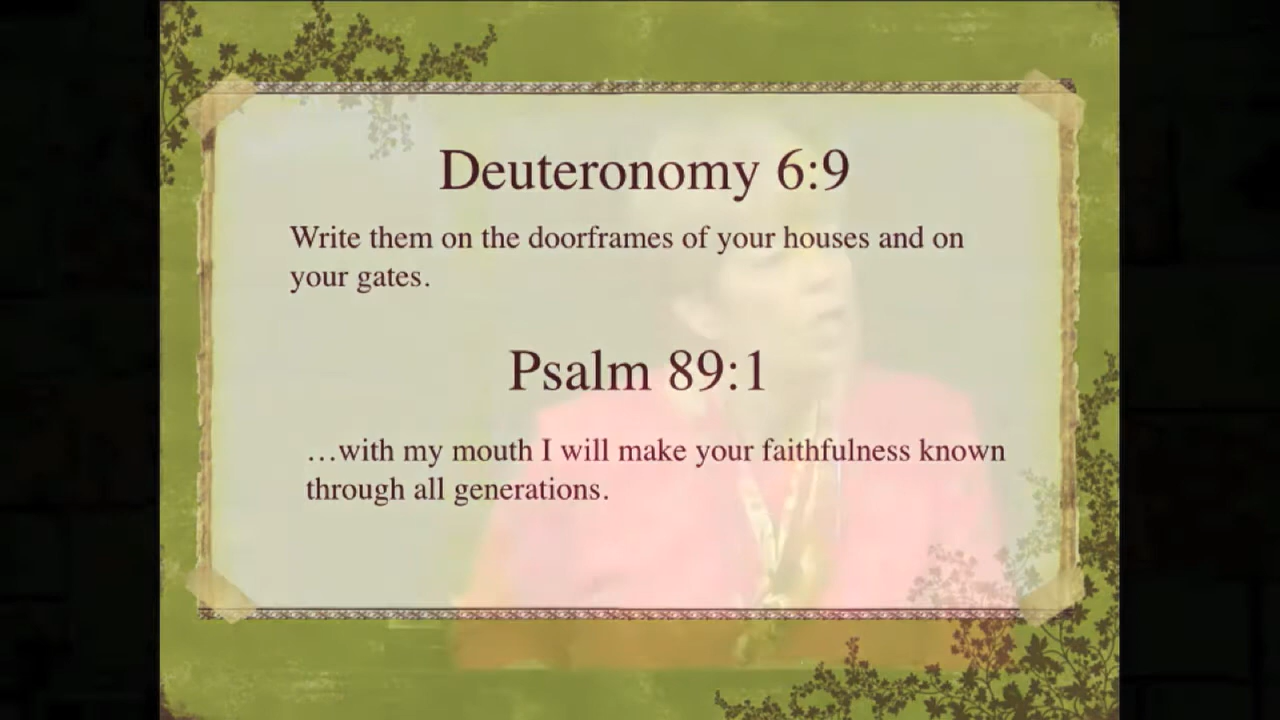 Deuteronomy 6:9
Write them on the doorframes of your houses and on
your gates.
Psalm 89:1
…with my mouth I will make your faithfulness known
through all generations.